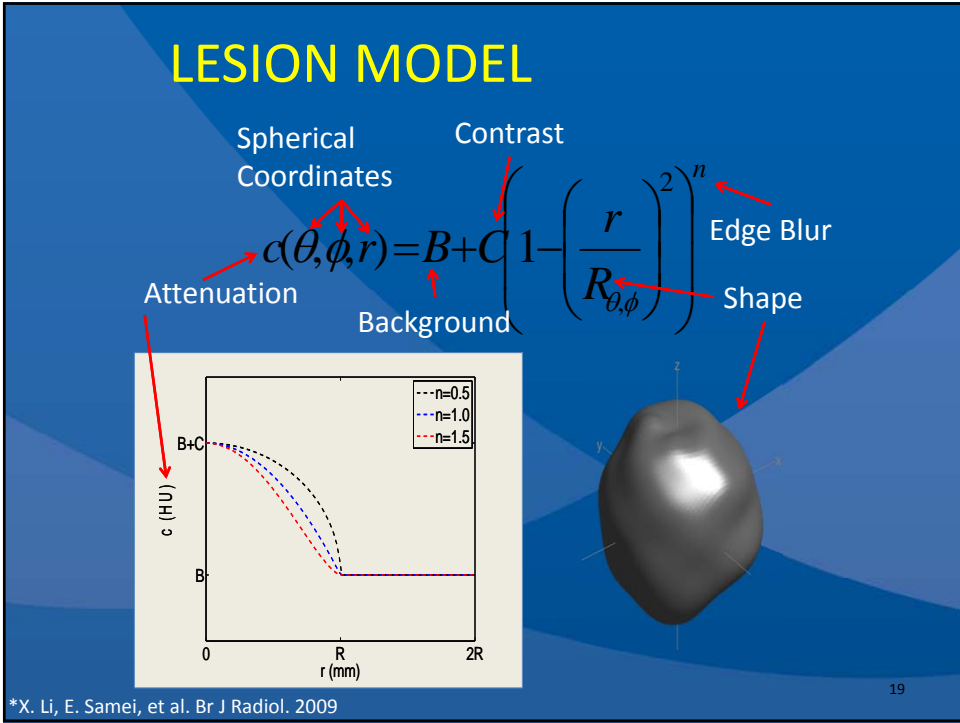 LESION MODEL
Spherical
Coordinates
Contrast
c(θ,ϕ,r)=B+C(1−(r/R_{θ,ϕ})^2)^n
Edge Blur
Attenuation
Background
Shape
n=0.5
n=1.0
n=1.5
B+C
B
c (HU)
0 R 2R
r (mm)
z
y
x
19
*X. Li, E. Samei, et al. Br J Radiol. 2009